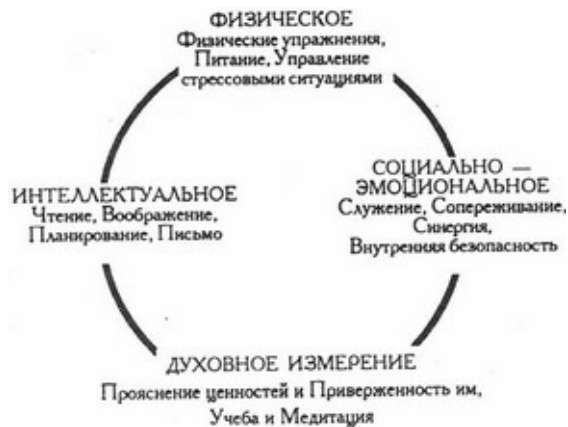 ФИЗИЧЕСКОЕ
Физические упражнения,
Питание, Управление
стрессовыми ситуациями
СОЦИАЛЬНО —
ЭМОЦИОНАЛЬНОЕ
Служение, Сопереживание,
Синергия,
Внутренняя безопасность
ИНТЕЛЛЕКТУАЛЬНОЕ
Чтение, Воображение,
Планирование, Письмо
ДУХОВНОЕ ИЗМЕРЕНИЕ
Прояснение ценностей и Приверженность им,
Учеба и Медитация